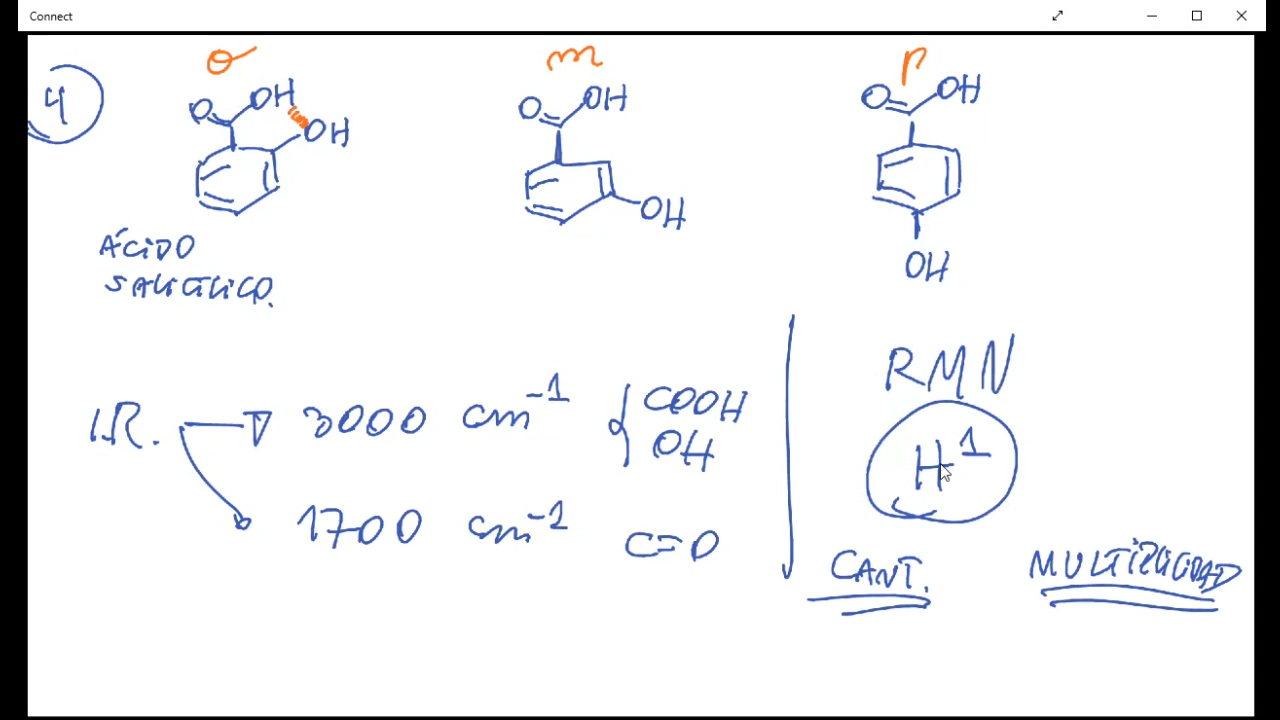 Connect
4
o
m
p
O OH OH
O OH OH
O OH OH
ÁCIDO
SALICÍLICO.
I.R. → 3000 cm⁻¹ { COOH
OH
1700 cm⁻¹ C=O
RMN
H¹
CANT. MULTIPLICIDAD